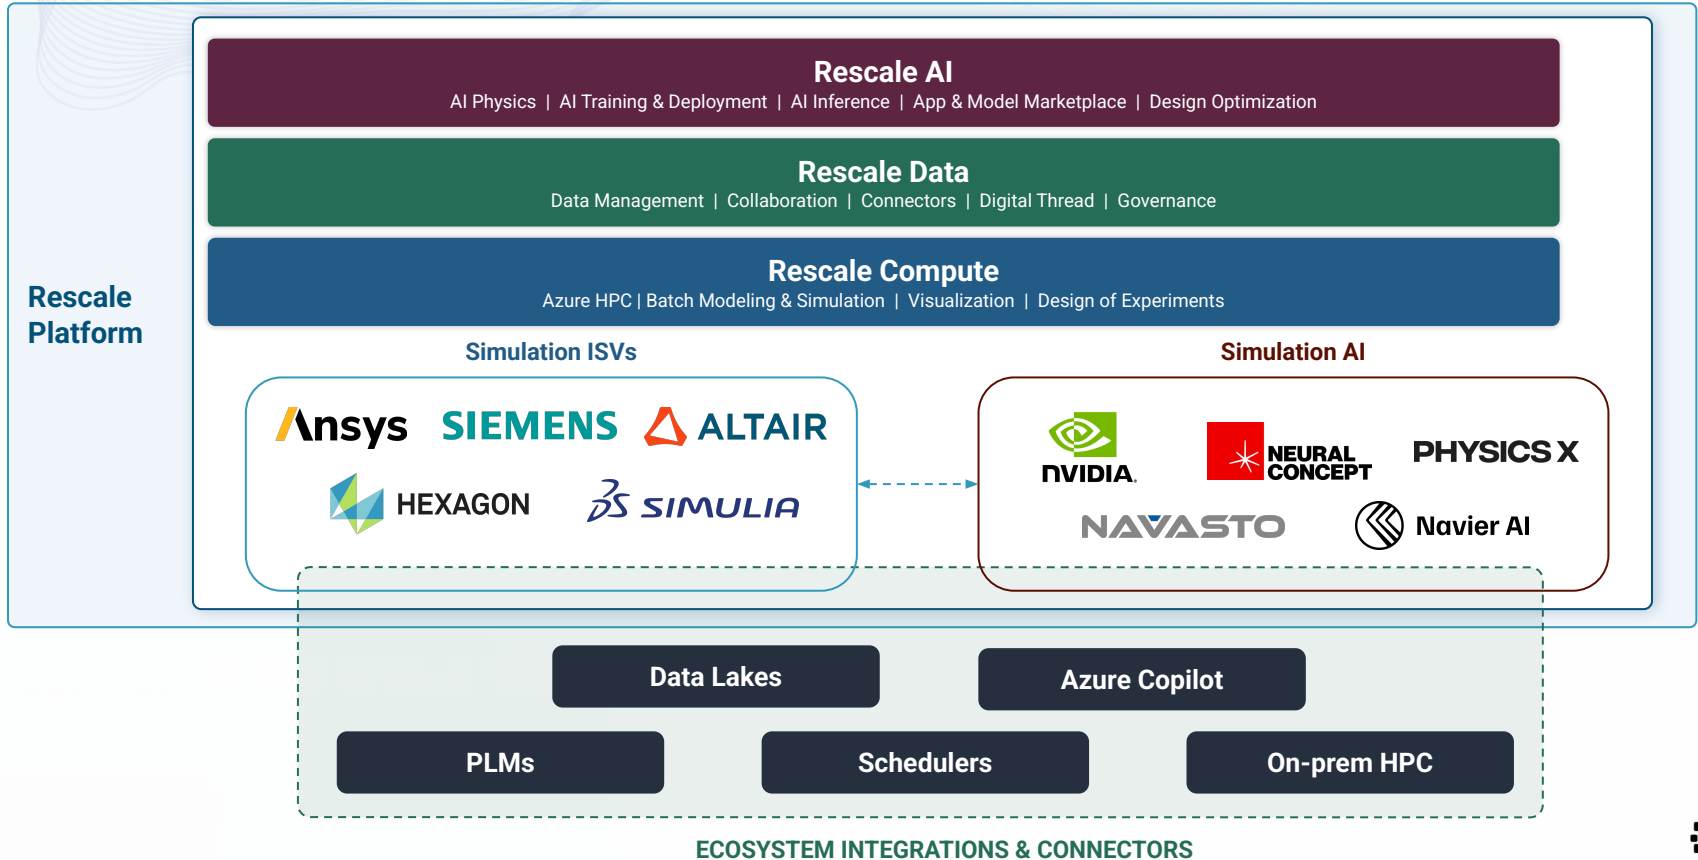 Rescale AI
AI Physics | AI Training & Deployment | AI Inference | App & Model Marketplace | Design Optimization
Rescale Data
Data Management | Collaboration | Connectors | Digital Thread | Governance
Rescale Compute
Azure HPC | Batch Modeling & Simulation | Visualization | Design of Experiments
Rescale
Platform
Simulation ISVs
Ansys SIEMENS ALTAIR
HEXAGON SIMULIA
Simulation AI
NVIDIA. NEURAL
CONCEPT PHYSICS X
NAVASTO Navier AI
Data Lakes
Azure Copilot
PLMs
Schedulers
On-prem HPC
ECOSYSTEM INTEGRATIONS & CONNECTORS